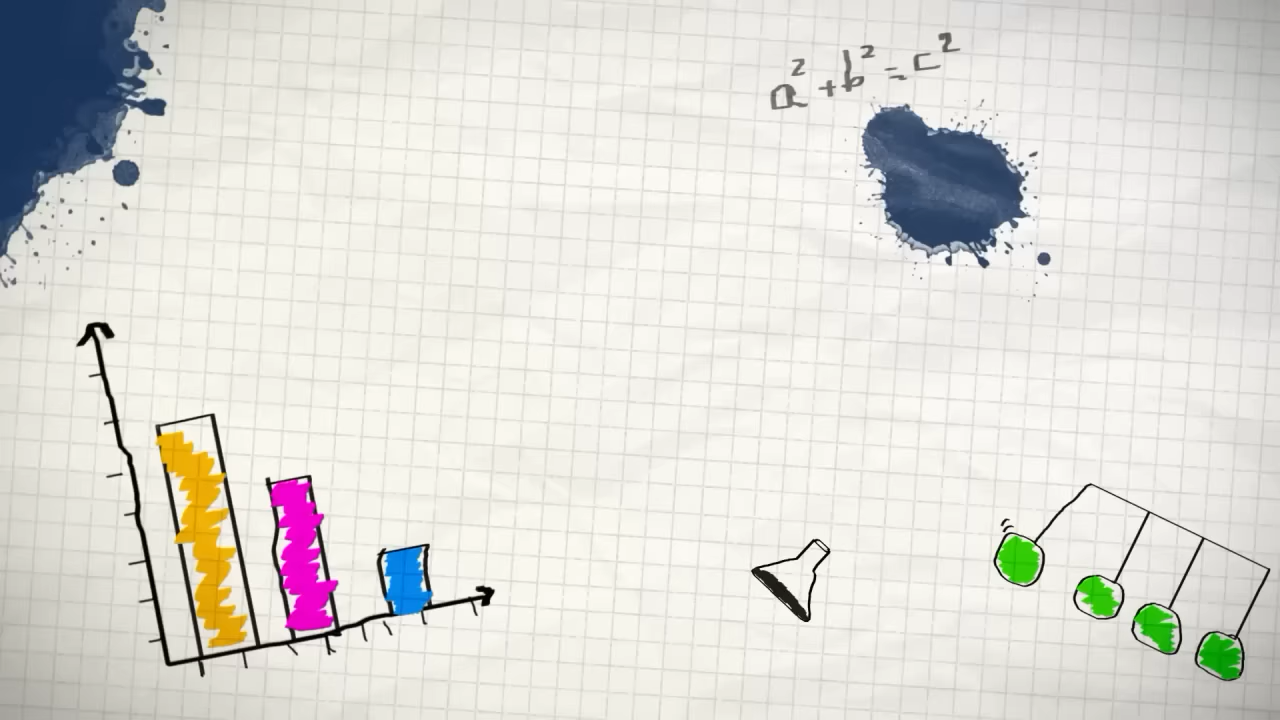 a² + b² = c²